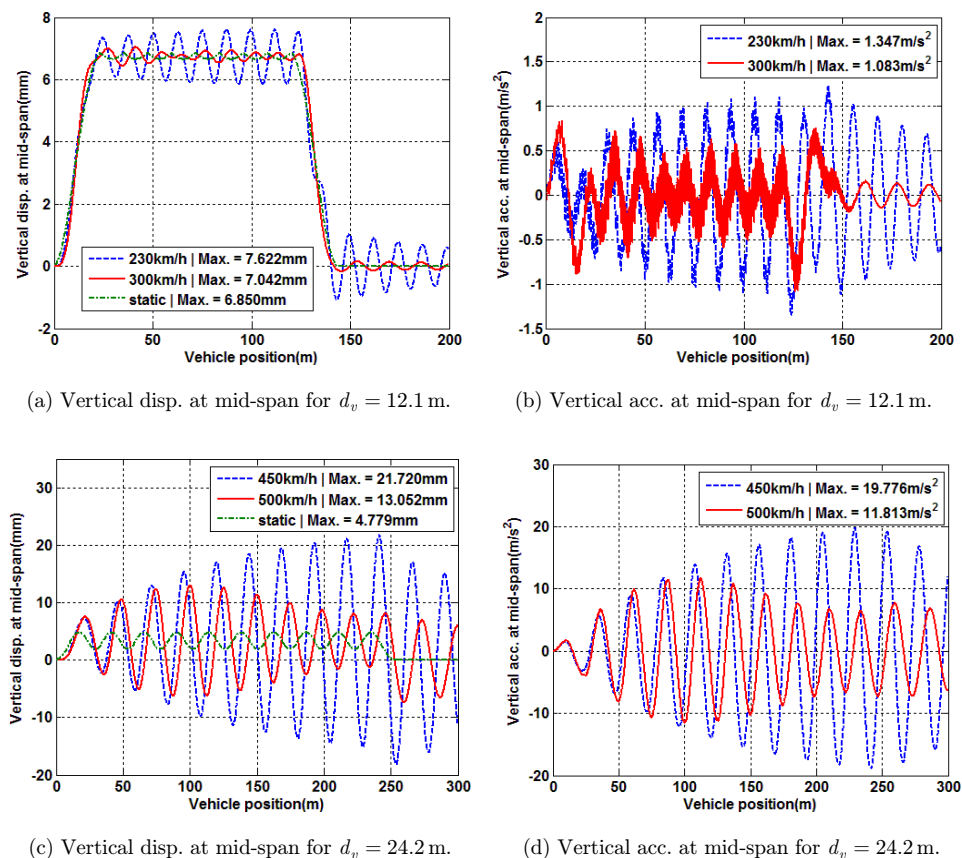 Vertical disp. at mid-span(mm)
8
6
4
2
0
-2
230km/h | Max. = 7.622mm
300km/h | Max. = 7.042mm
static | Max. = 6.850mm
0 50 100 150 200
Vehicle position(m)
(a) Vertical disp. at mid-span for d_v = 12.1 m.
Vertical acc. at mid-span(m/s²)
2
1.5
1
0.5
0
-0.5
-1
-1.5
230km/h | Max. = 1.347m/s²
300km/h | Max. = 1.083m/s²
0 50 100 150 200
Vehicle position(m)
(b) Vertical acc. at mid-span for d_v = 12.1 m.
Vertical disp. at mid-span(mm)
30
20
10
0
-10
-20
450km/h | Max. = 21.720mm
500km/h | Max. = 13.052mm
static | Max. = 4.779mm
0 50 100 150 200 250 300
Vehicle position(m)
(c) Vertical disp. at mid-span for d_v = 24.2 m.
Vertical acc. at mid-span(m/s²)
30
20
10
0
-10
-20
450km/h | Max. = 19.776m/s²
500km/h | Max. = 11.813m/s²
0 50 100 150 200 250 300
Vehicle position(m)
(d) Vertical acc. at mid-span for d_v = 24.2 m.